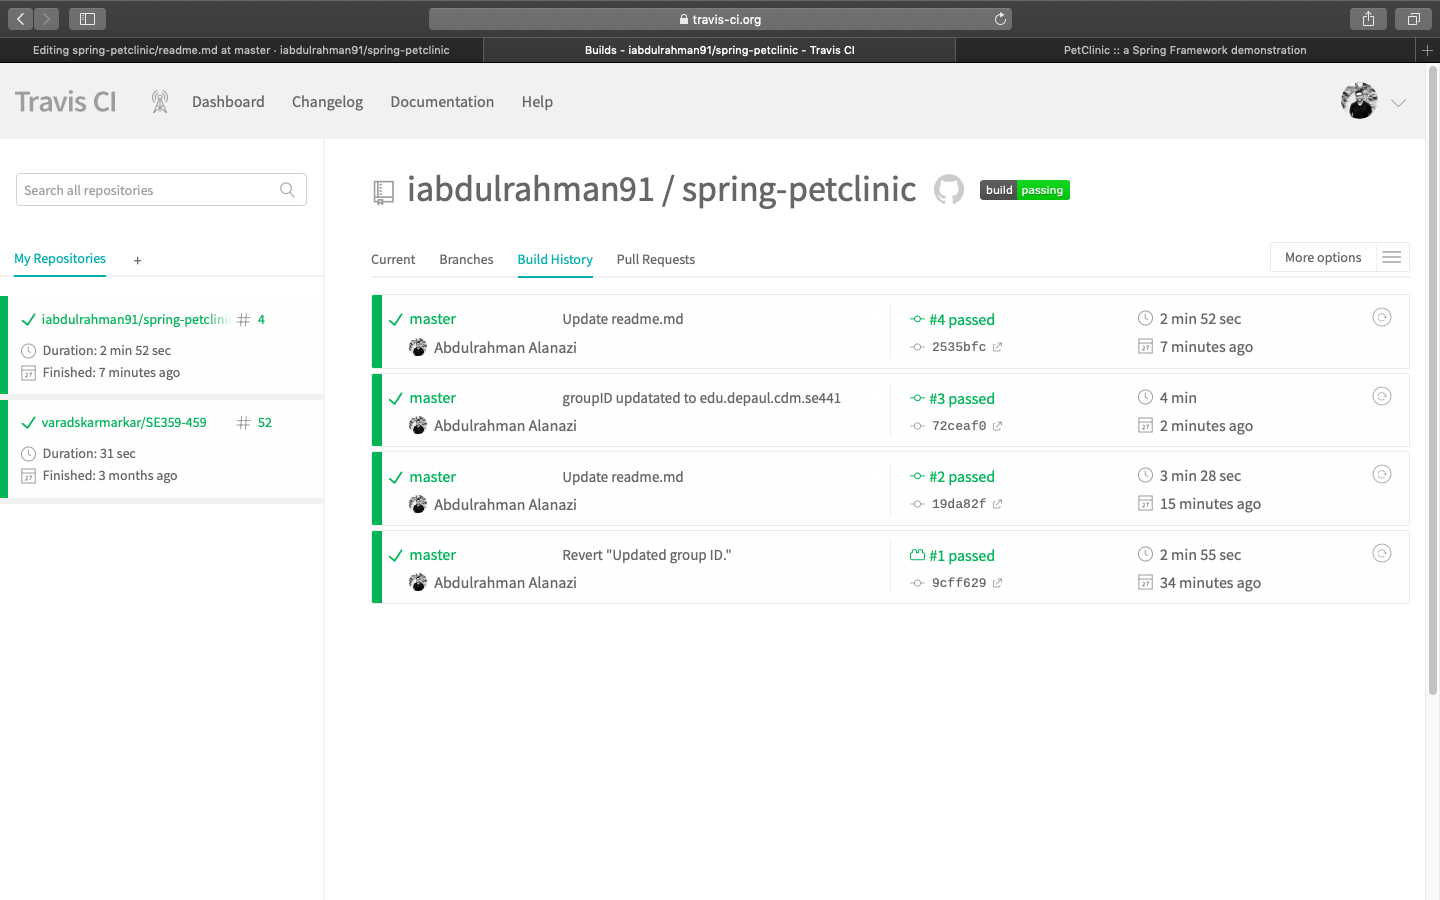 travis-ci.org
Editing spring-petclinic/readme.md at master · iabdulrahman91/spring-petclinic
Builds - iabdulrahman91/spring-petclinic - Travis CI
PetClinic :: a Spring Framework demonstration
Travis CI
Dashboard
Changelog
Documentation
Help
Search all repositories
My Repositories
+
iabdulrahman91/spring-petclinic
# 4
Duration: 2 min 52 sec
27
Finished: 7 minutes ago
varadskarmarkar/SE359-459
# 52
Duration: 31 sec
27
Finished: 3 months ago
iabdulrahman91 / spring-petclinic
build passing
Current
Branches
Build History
Pull Requests
More options
master
Update readme.md
#4 passed
2 min 52 sec
Abdulrahman Alanazi
2535bfc
27
7 minutes ago
master
groupID updatated to edu.depaul.cdm.se441
#3 passed
4 min
Abdulrahman Alanazi
72ceaf0
27
2 minutes ago
master
Update readme.md
#2 passed
3 min 28 sec
Abdulrahman Alanazi
19da82f
27
15 minutes ago
master
Revert "Updated group ID."
#1 passed
2 min 55 sec
Abdulrahman Alanazi
9cff629
27
34 minutes ago